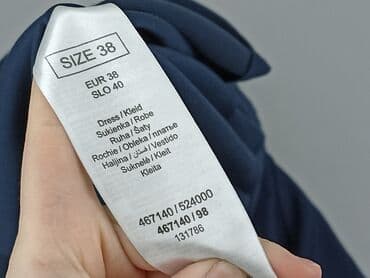 SIZE 38
EUR 38
SLO 40
Dress / Kleid
Sukienka / Robe
Ruha / Šaty
Rochie / Obleka / платье
Haljina / فستان / Vestido
Suknelė / Kleit
Kleita
467140 / 524000
467140 / 98
131786